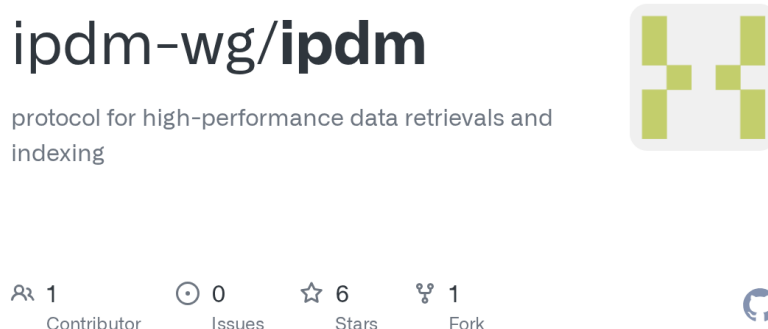 ipdm-wg/ipdm
protocol for high-performance data retrievals and
indexing
1 0 6 1
Contributor Issues Stars Fork